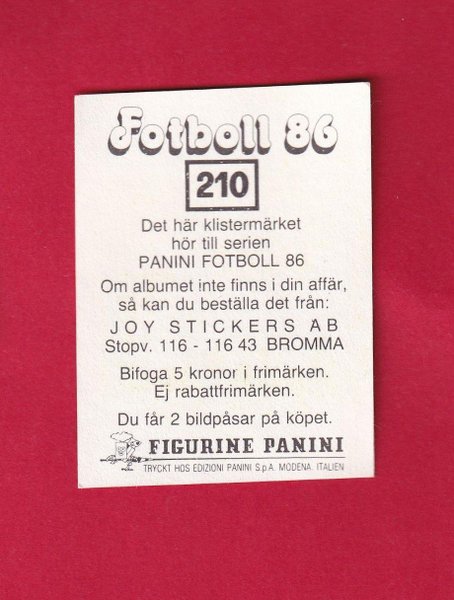 Fotboll 86
210
Det här klistermärket
hör till serien
PANINI FOTBOLL 86
Om albumet inte finns i din affär,
så kan du beställa det från:
JOY STICKERS AB
Stopv. 116 - 116 43 BROMMA
Bifoga 5 kronor i frimärken.
Ej rabattfrimärken.
Du får 2 bildpåsar på köpet.
FIGURINE PANINI
TRYCKT HOS EDIZIONI PANINI S.p.A. MODENA. ITALIEN